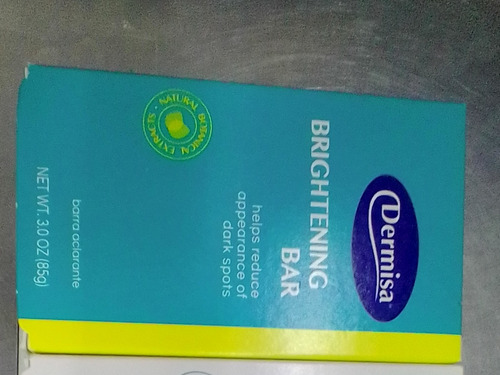 Dermisa
BRIGHTENING
BAR
helps reduce
appearance of
dark spots
· NATURAL BOTANICAL EXTRACTS
barra aclarante
NET WT. 3.0 OZ (85g)